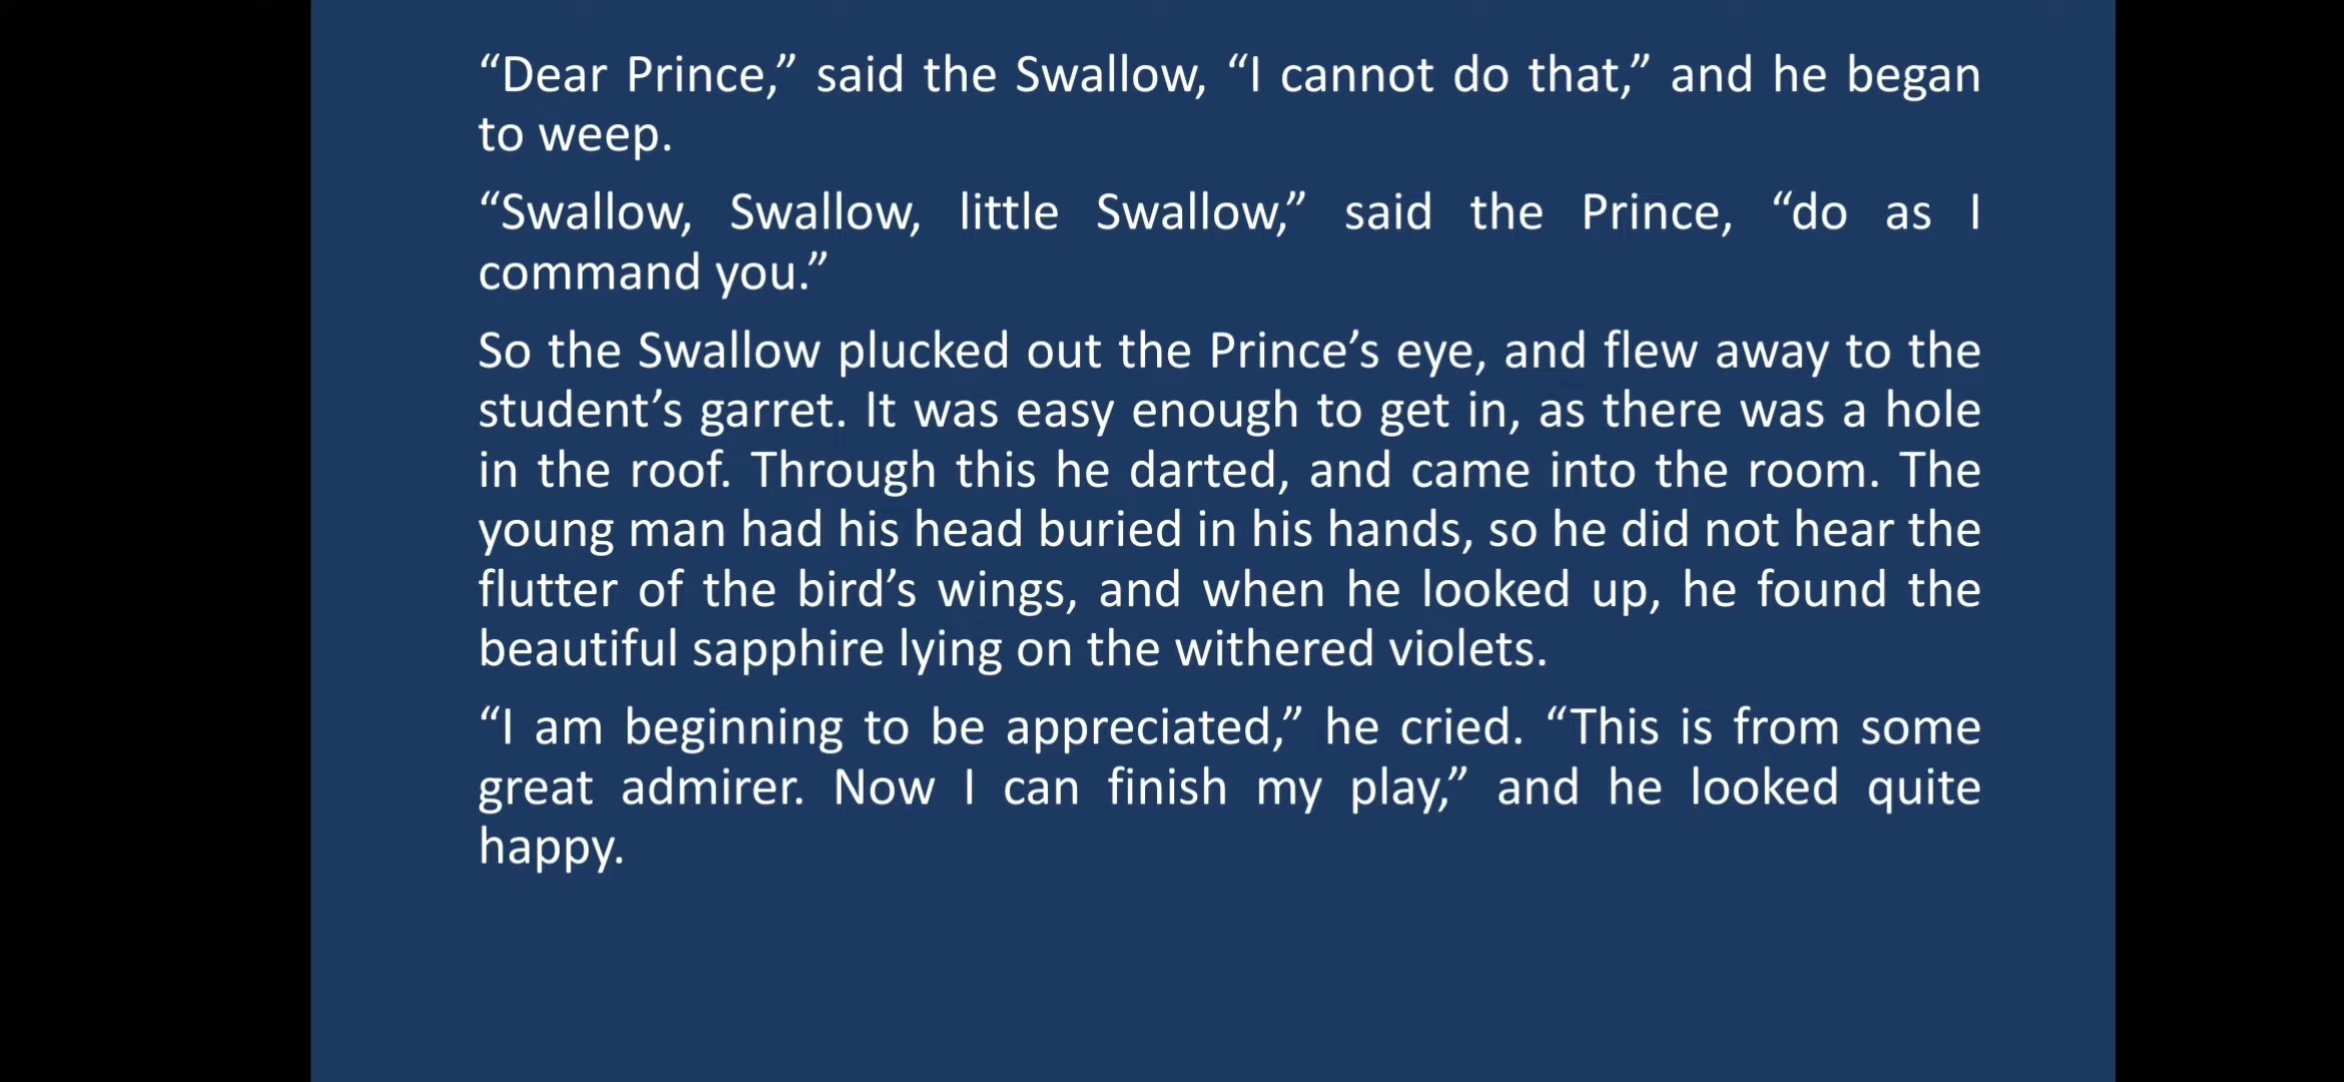 “Dear Prince,” said the Swallow, “I cannot do that,” and he began
to weep.
“Swallow, Swallow, little Swallow,” said the Prince, “do as I
command you.”
So the Swallow plucked out the Prince’s eye, and flew away to the
student’s garret. It was easy enough to get in, as there was a hole
in the roof. Through this he darted, and came into the room. The
young man had his head buried in his hands, so he did not hear the
flutter of the bird’s wings, and when he looked up, he found the
beautiful sapphire lying on the withered violets.
“I am beginning to be appreciated,” he cried. “This is from some
great admirer. Now I can finish my play,” and he looked quite
happy.